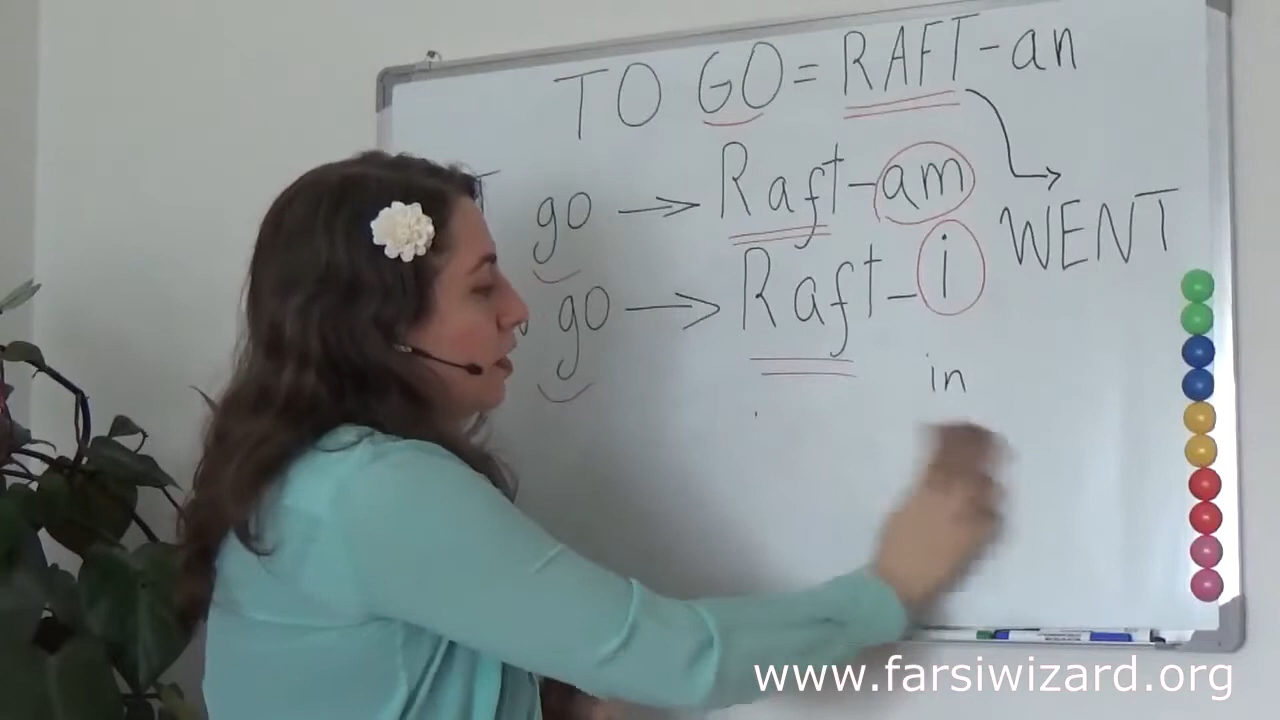 TO GO = RAFT-an
go → Raft-am
WENT
go → Raft-i
in
www.farsiwizard.org